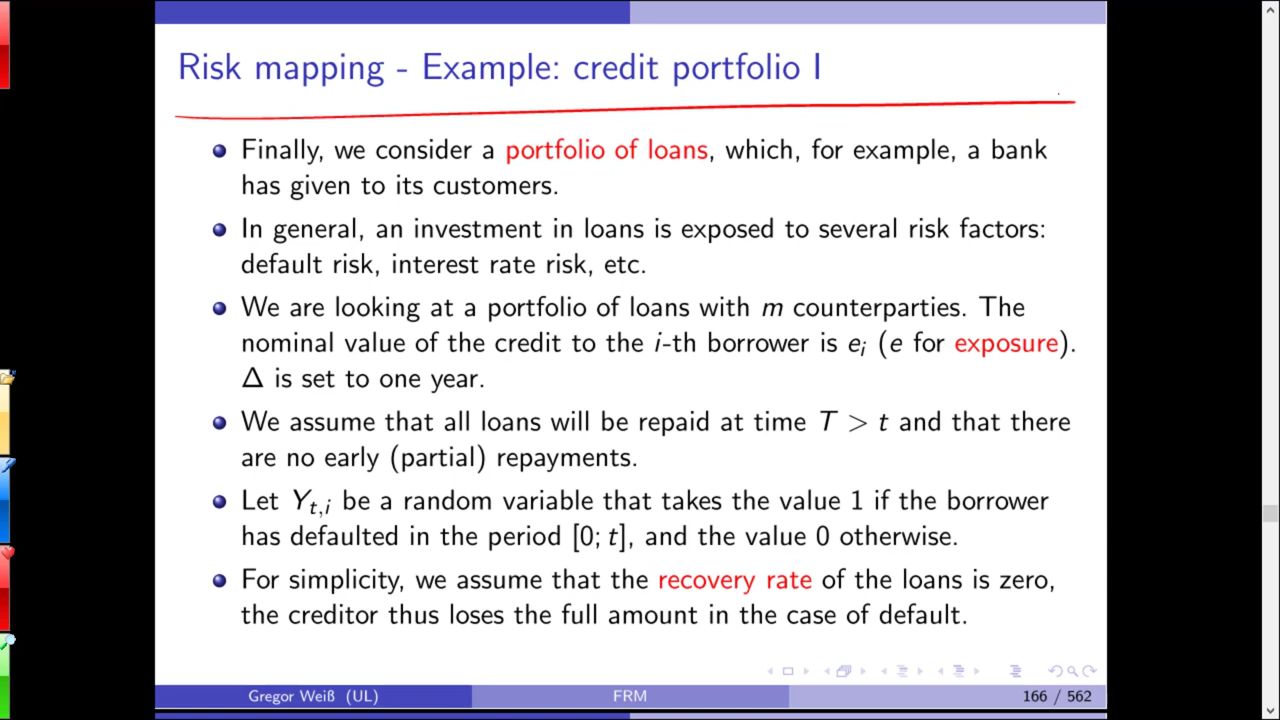 Risk mapping - Example: credit portfolio I
Finally, we consider a portfolio of loans, which, for example, a bank
has given to its customers.
In general, an investment in loans is exposed to several risk factors:
default risk, interest rate risk, etc.
We are looking at a portfolio of loans with m counterparties. The
nominal value of the credit to the i-th borrower is e_i (e for exposure).
Δ is set to one year.
We assume that all loans will be repaid at time T > t and that there
are no early (partial) repayments.
Let Y_{t,i} be a random variable that takes the value 1 if the borrower
has defaulted in the period [0; t], and the value 0 otherwise.
For simplicity, we assume that the recovery rate of the loans is zero,
the creditor thus loses the full amount in the case of default.
Gregor Weiß (UL) FRM 166 / 562